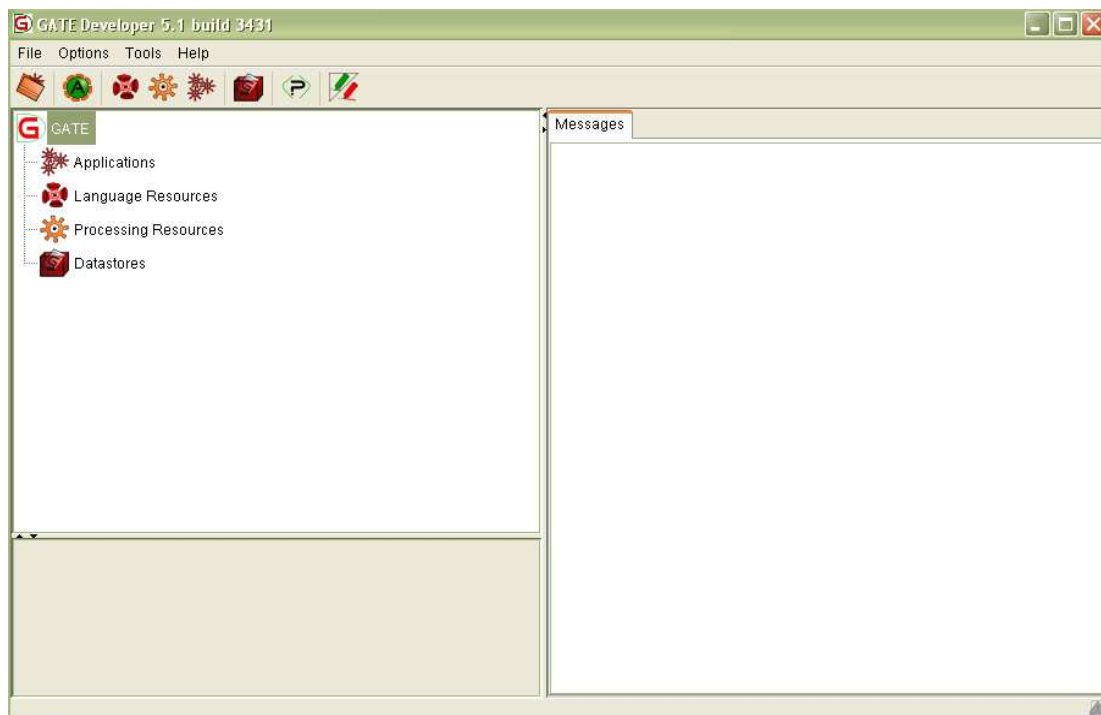 GATE Developer 5.1 build 3431
File Options Tools Help
GATE
Applications
Language Resources
Processing Resources
Datastores
Messages